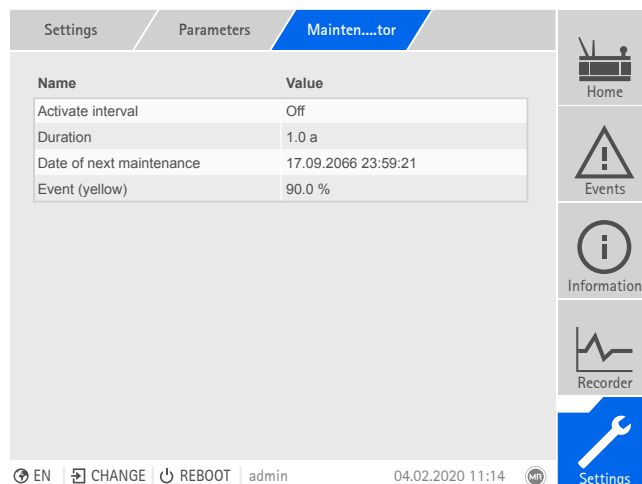 Settings Parameters Mainten....tor
Name Value
Activate interval Off
Duration 1.0 a
Date of next maintenance 17.09.2066 23:59:21
Event (yellow) 90.0 %
Home
Events
Information
Recorder
Settings
EN CHANGE REBOOT admin 04.02.2020 11:14 MR